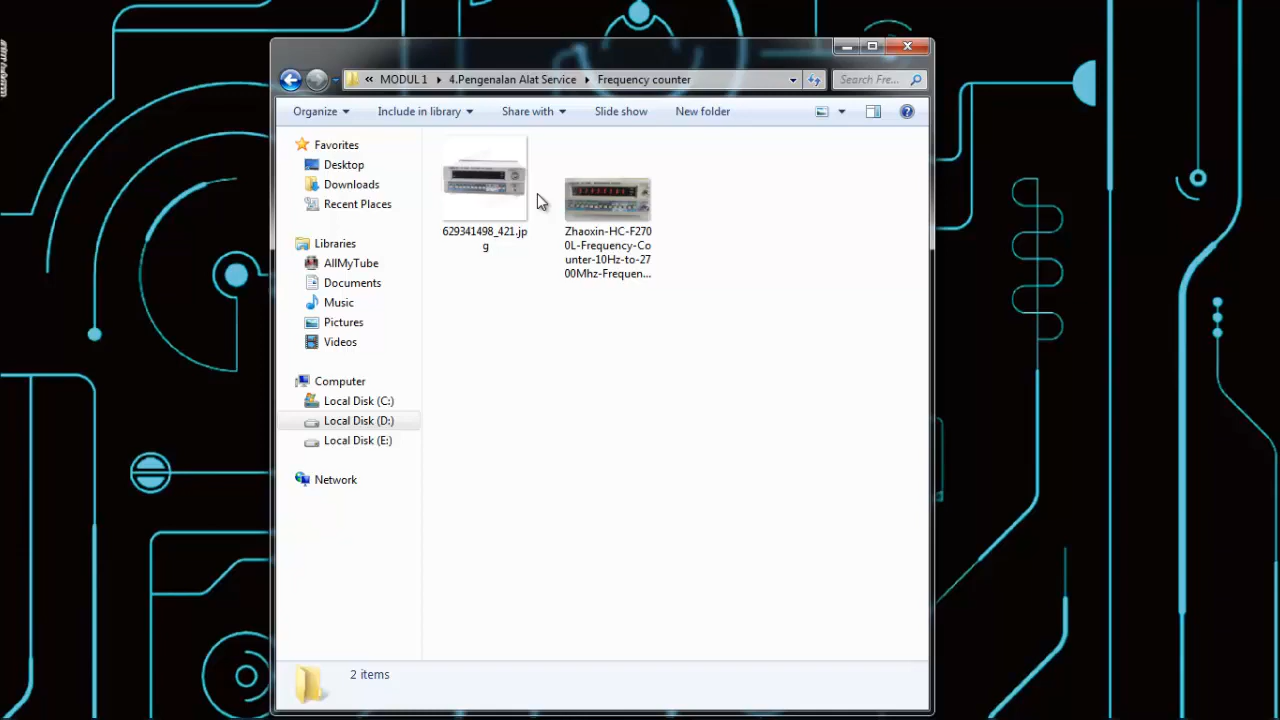 « MODUL 1 ▸ 4.Pengenalan Alat Service ▸ Frequency counter
Search Fre...
Organize
Include in library
Share with
Slide show
New folder
Favorites
Desktop
Downloads
Recent Places
Libraries
AllMyTube
Documents
Music
Pictures
Videos
Computer
Local Disk (C:)
Local Disk (D:)
Local Disk (E:)
Network
629341498_421.jp
g
Zhaoxin-HC-F270
0L-Frequency-Co
unter-10Hz-to-27
00Mhz-Frequen...
2 items